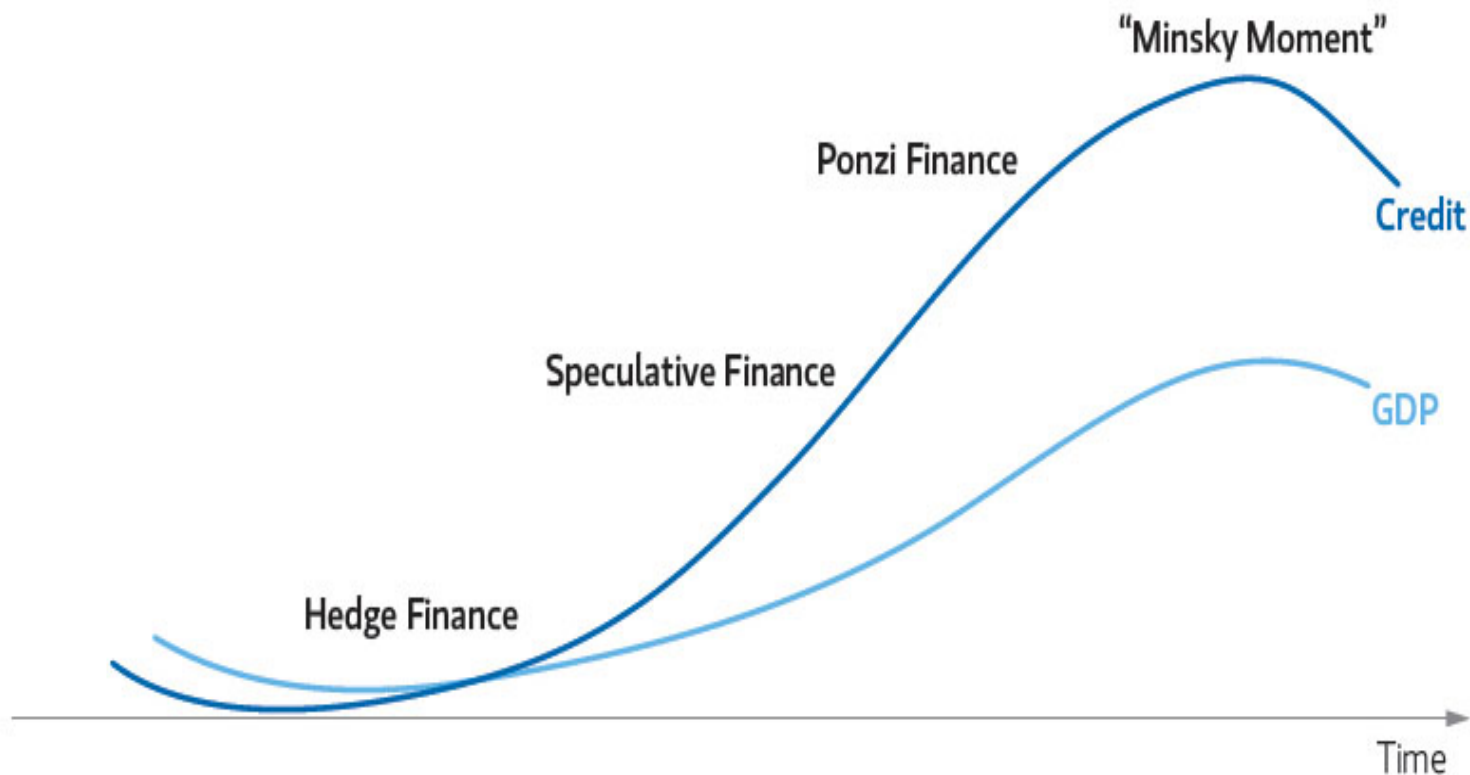 “Minsky Moment”
Ponzi Finance
Credit
Speculative Finance
GDP
Hedge Finance
Time